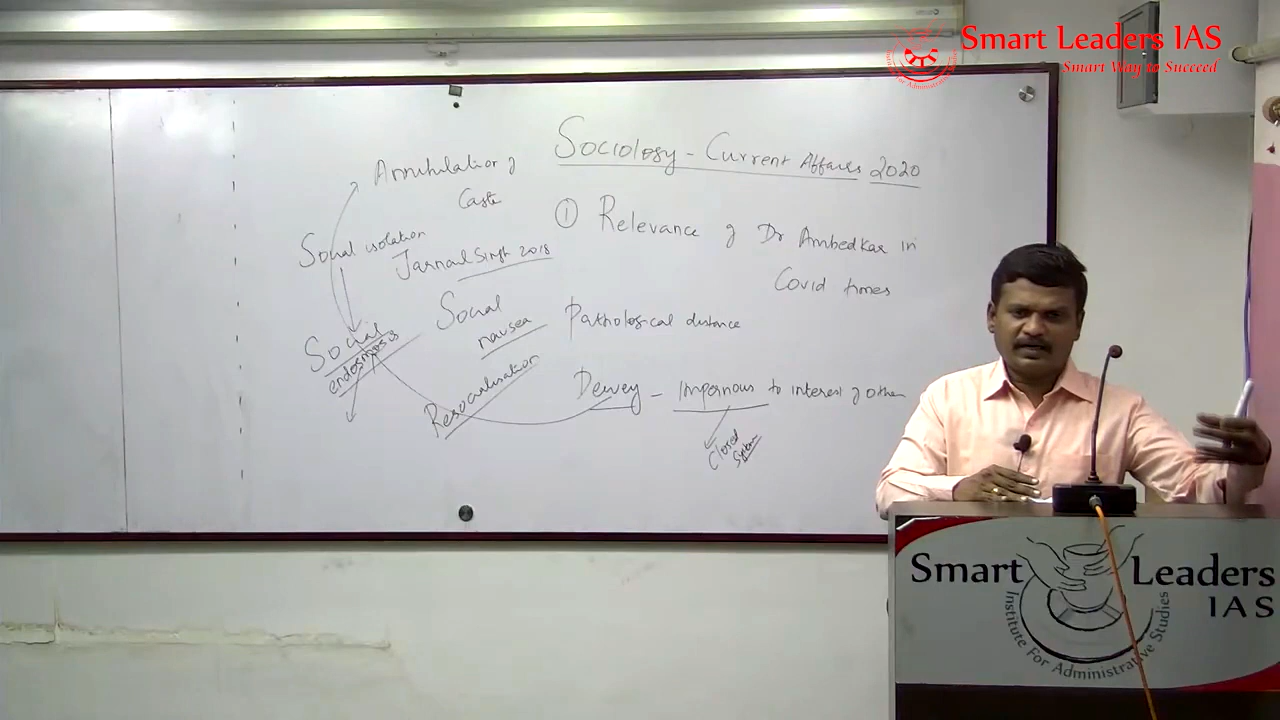 Smart Leaders IAS
Smart Way to Succeed
Sociology - Current Affairs 2020
① Relevance of Dr Ambedkar in
Covid times
Pathological distance
Dewey - Impervious to interest of other
Closed
System
Annihilation of
Caste
Social isolation
Jarnail Singh 2018
Social
nausea
Social
endosmosis
Resocialisation
Smart Leaders
IAS
Institute For Administrative Studies